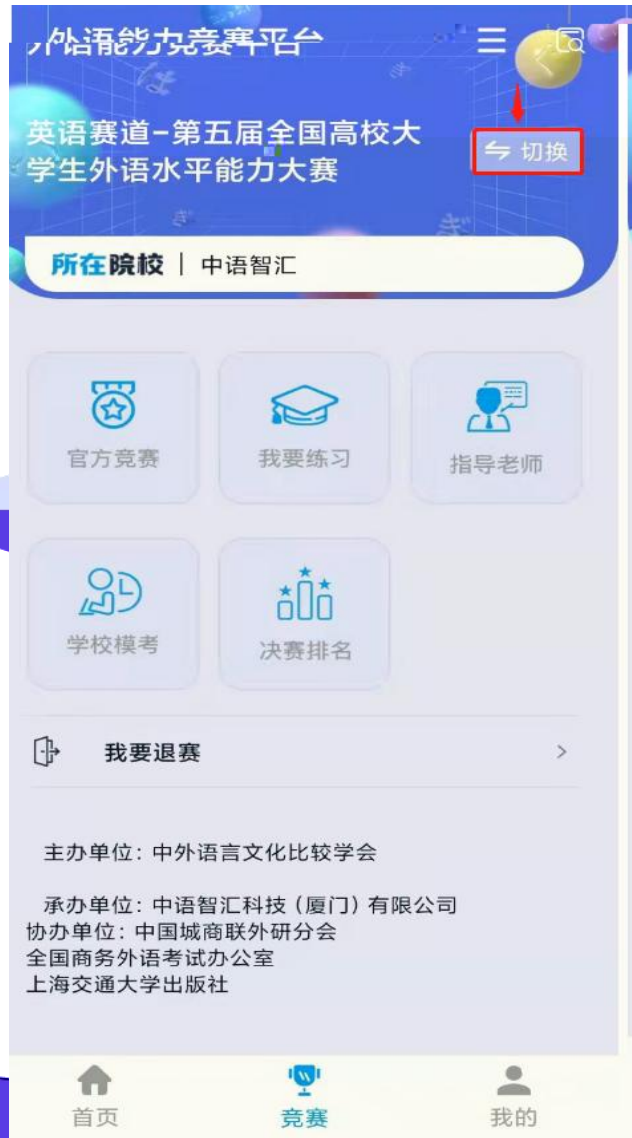 外语能力竞赛平台
英语赛道-第五届全国高校大
学生外语水平能力大赛
切换
所在院校 | 中语智汇
官方竞赛
我要练习
指导老师
学校模考
决赛排名
我要退赛
主办单位：中外语言文化比较学会
承办单位：中语智汇科技（厦门）有限公司
协办单位：中国城商联外研分会
全国商务外语考试办公室
上海交通大学出版社
首页
竞赛
我的